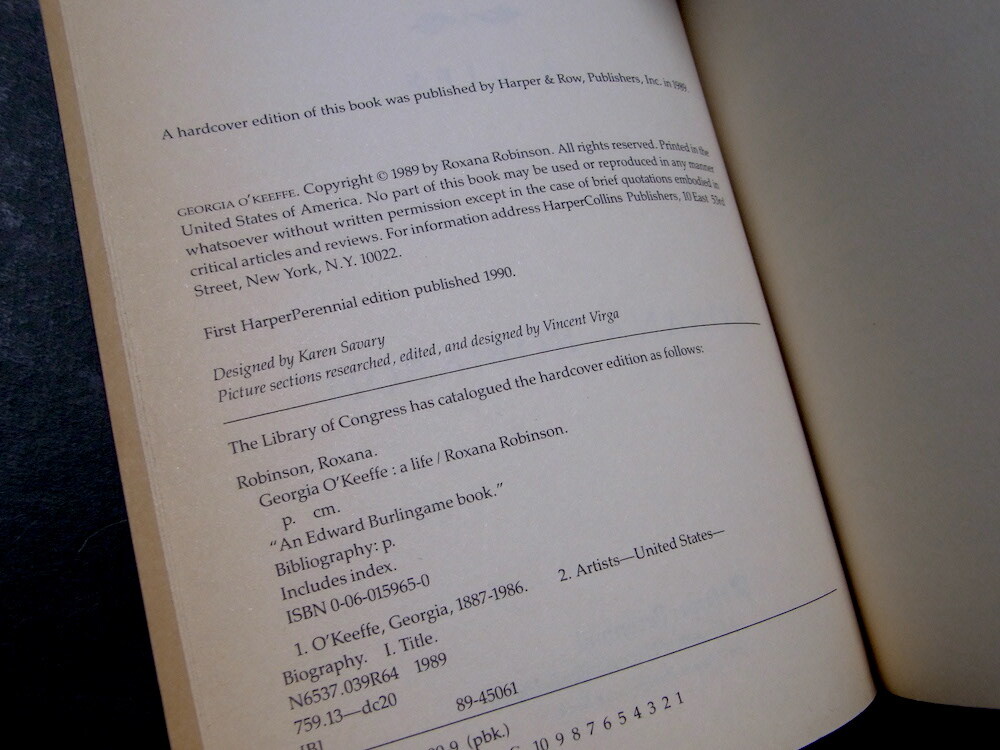 A hardcover edition of this book was published by Harper & Row, Publishers, Inc. in 1989.
GEORGIA O'KEEFFE. Copyright © 1989 by Roxana Robinson. All rights reserved. Printed in the
United States of America. No part of this book may be used or reproduced in any manner
whatsoever without written permission except in the case of brief quotations embodied in
critical articles and reviews. For information address HarperCollins Publishers, 10 East 53rd
Street, New York, N.Y. 10022.
First HarperPerennial edition published 1990.
Designed by Karen Savary
Picture sections researched, edited, and designed by Vincent Virga
The Library of Congress has catalogued the hardcover edition as follows:
Robinson, Roxana.
Georgia O'Keeffe : a life / Roxana Robinson.
p. cm.
"An Edward Burlingame book."
Bibliography: p.
Includes index.
ISBN 0-06-015965-0
1. O'Keeffe, Georgia, 1887-1986. 2. Artists—United States—
Biography. I. Title.
N6537.039R64 1989
759.13—dc20 89-45061
[B]
(pbk.)
10 9 8 7 6 5 4 3 2 1